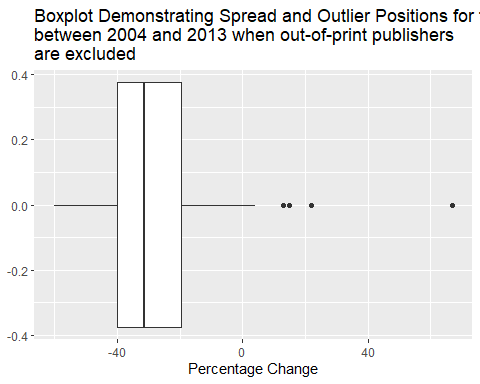 Boxplot Demonstrating Spread and Outlier Positions for
between 2004 and 2013 when out-of-print publishers
are excluded
0.4
0.2
0.0
-0.2
-0.4
-40
0
40
Percentage Change